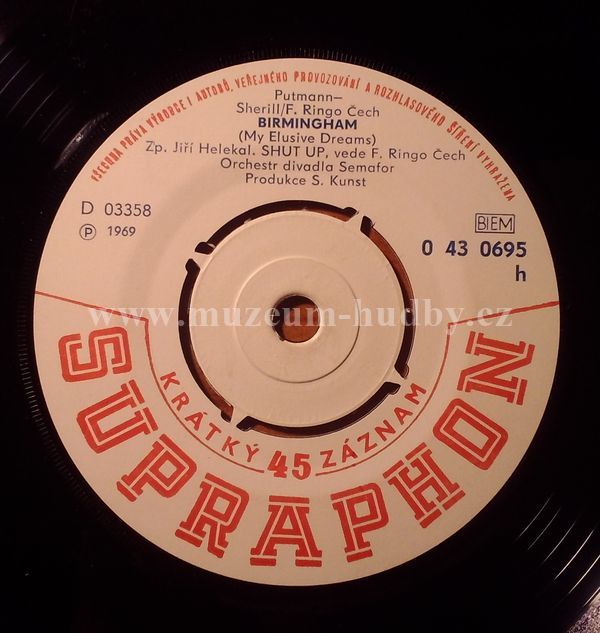 VŠECHNA PRÁVA VÝROBCE I AUTORŮ, VEŘEJNÉHO PROVOZOVÁNÍ A ROZHLASOVÉHO ŠÍŘENÍ VYHRAŽENA
Putmann–
Sherill/F. Ringo Čech
BIRMINGHAM
(My Elusive Dreams)
Zp. Jiří Helekal. SHUT UP, vede F. Ringo Čech
Orchestr divadla Semafor
Produkce S. Kunst
D 03358
Ⓟ 1969
BIEM
0 43 0695
h
www.muzeum-hudby.cz
KRÁTKÝ 45 ZÁZNAM
SUPRAPHON